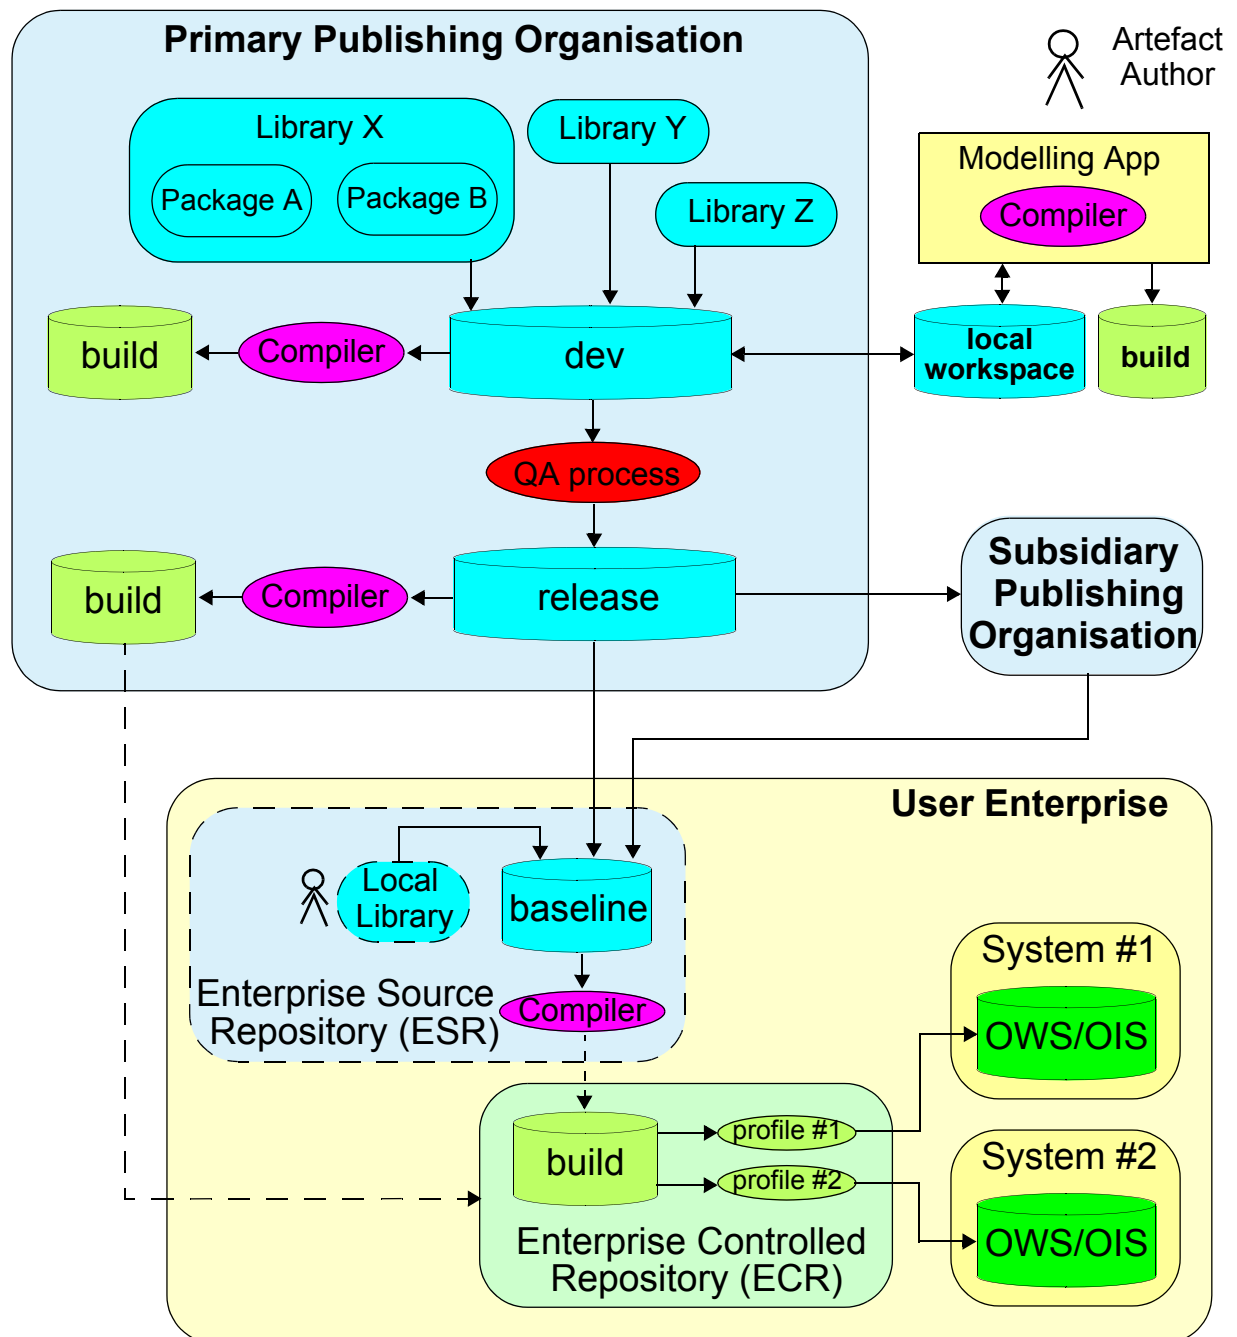 Primary Publishing Organisation
Artefact
Author
Library X
Library Y
Package A
Package B
Library Z
Modelling App
Compiler
build
Compiler
dev
local
workspace
build
QA process
build
Compiler
release
Subsidiary
Publishing
Organisation
User Enterprise
Local
Library
baseline
Enterprise Source
Repository (ESR)
Compiler
System #1
OWS/OIS
build
profile #1
profile #2
Enterprise Controlled
Repository (ECR)
System #2
OWS/OIS